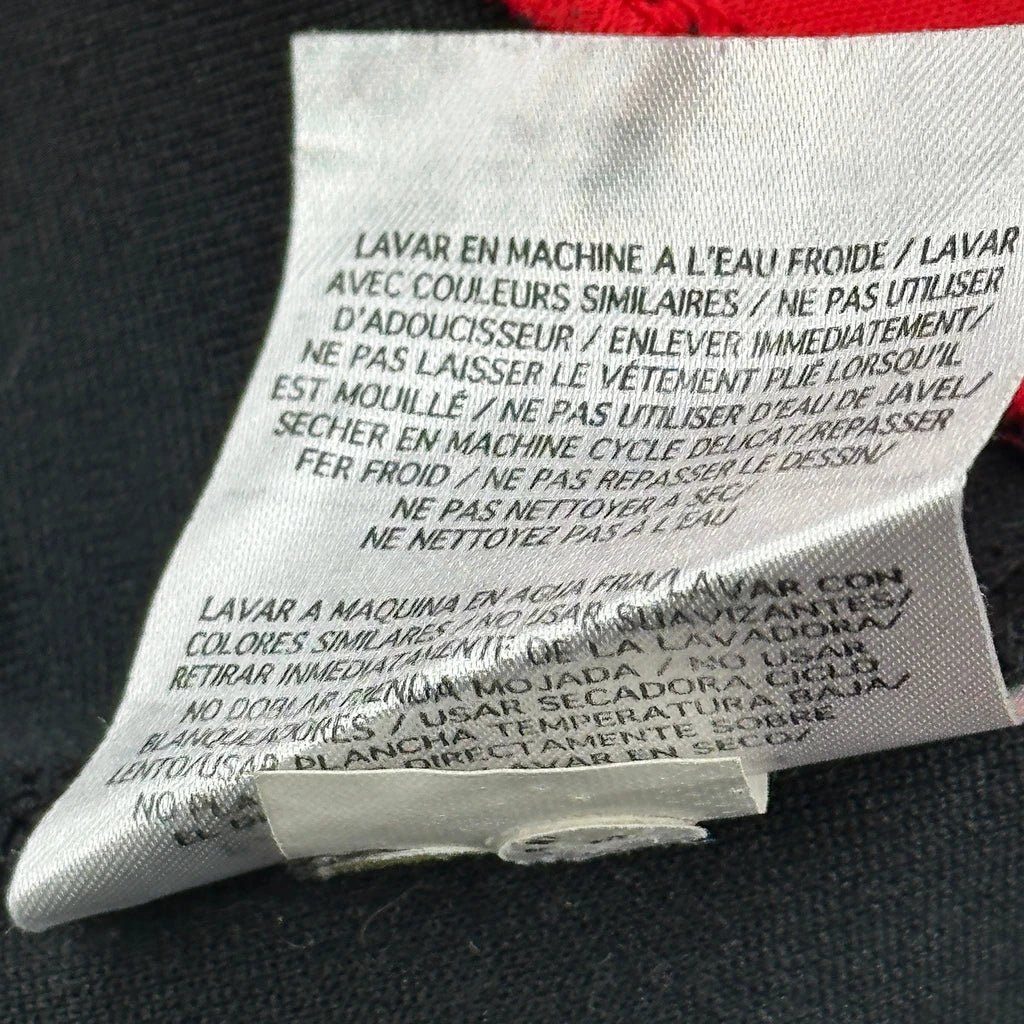 LAVAR EN MACHINE A L'EAU FROIDE / LAVAR
AVEC COULEURS SIMILAIRES / NE PAS UTILISER
D'ADOUCISSEUR / ENLEVER IMMEDIATEMENT/
NE PAS LAISSER LE VÉTEMENT PLIÉ LORSQU'IL
EST MOUILLÉ / NE PAS UTILISER D'EAU DE JAVEL/
SECHER EN MACHINE CYCLE DELICAT/REPASSER
FER FROID / NE PAS REPASSER LE DESSIN/
NE PAS NETTOYER A SEC/
NE NETTOYEZ PAS A L'EAU
LAVAR A MAQUINA EN AGUA FRIA / LAVAR CON
COLORES SIMILARES / NO USAR SUAVIZANTES/
RETIRAR INMEDIATAMENTE DE LA LAVADORA/
NO DOBLAR PRENDA MOJADA / NO USAR
BLANQUEADORES / USAR SECADORA CICLO
LENTO/USAR PLANCHA TEMPERATURA BAJA/
NO DIRECTAMENTE SOBRE
EN SECO/